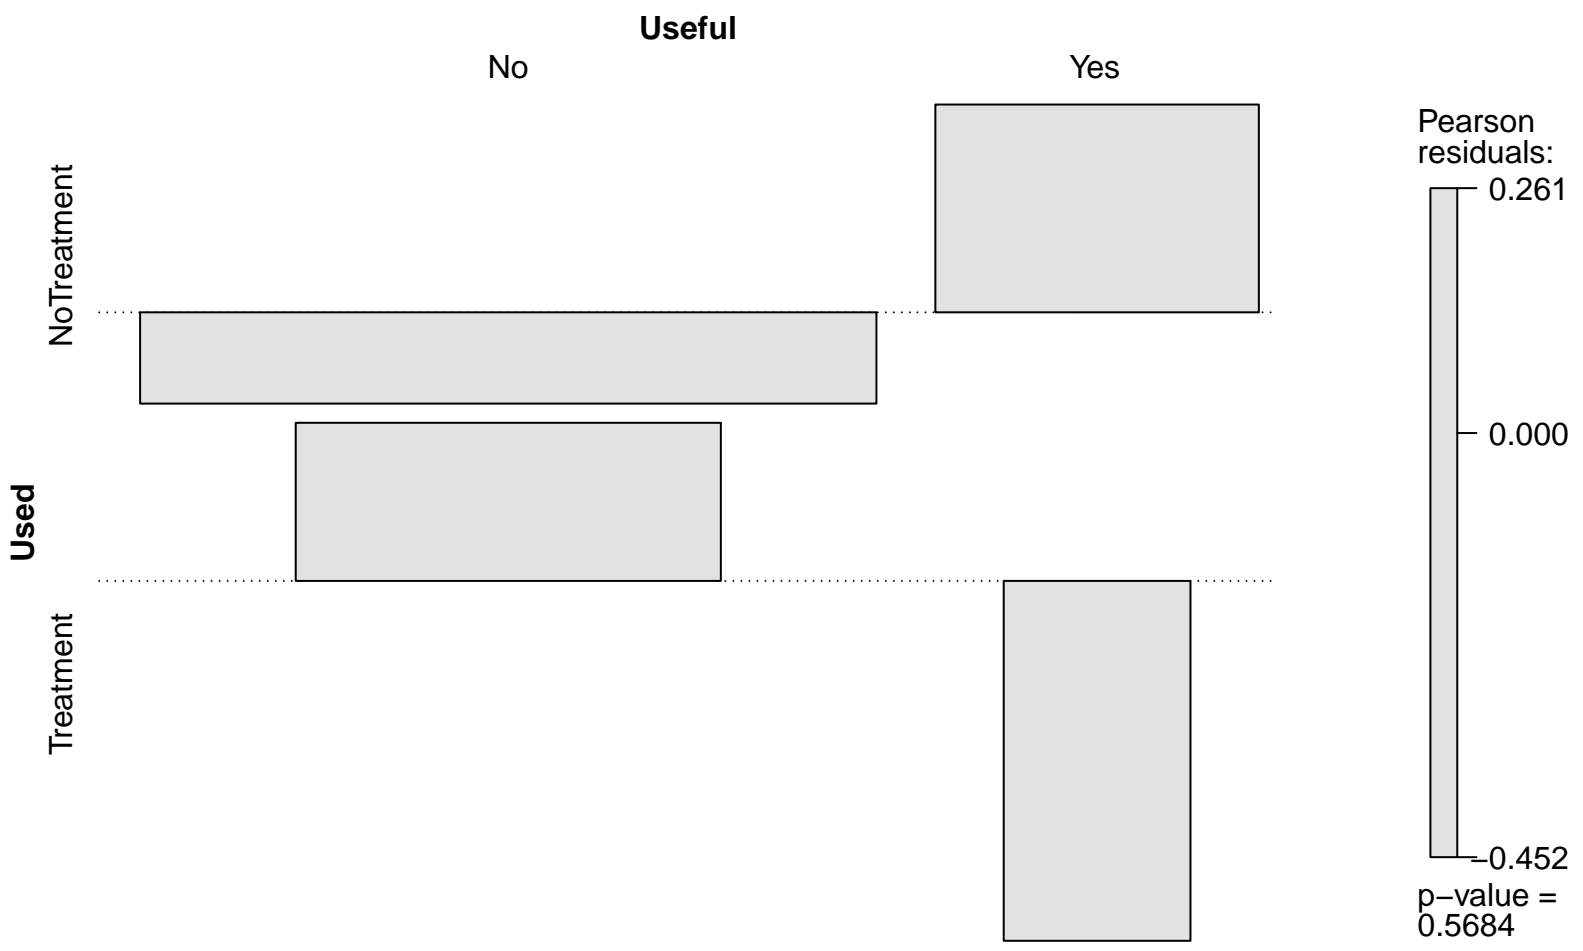 Useful
No
Yes
Used
NoTreatment
Treatment
Pearson
residuals:
0.261
0.000
−0.452
p−value =
0.5684